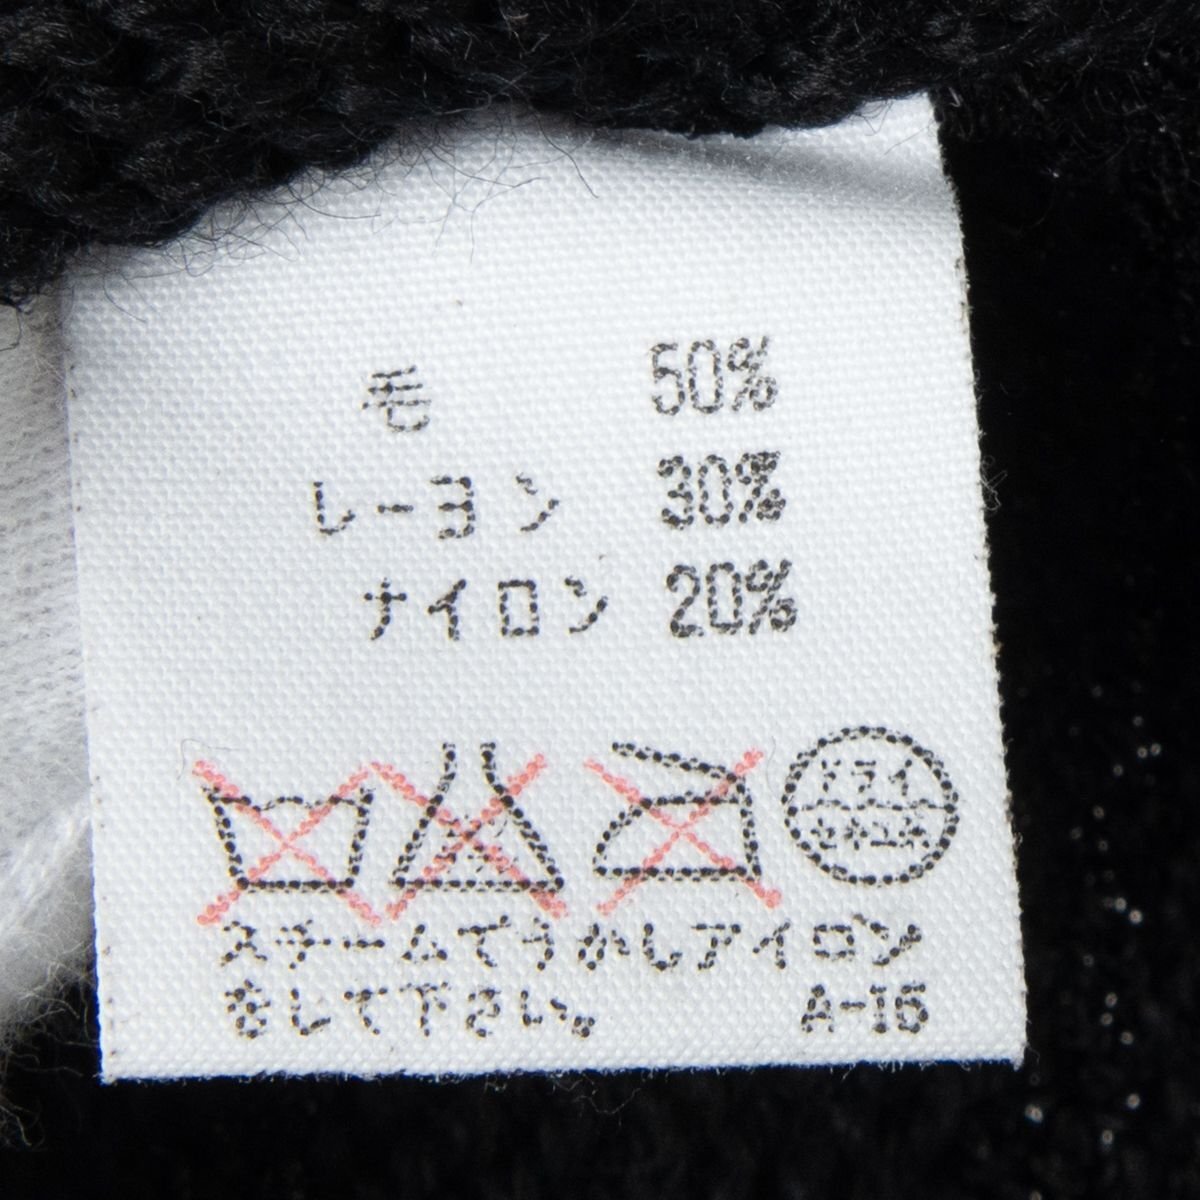 毛 50%
レーヨン 30%
ナイロン 20%
ドライ
セキユ系
スチームでうかしアイロン
をして下さい。 A-15